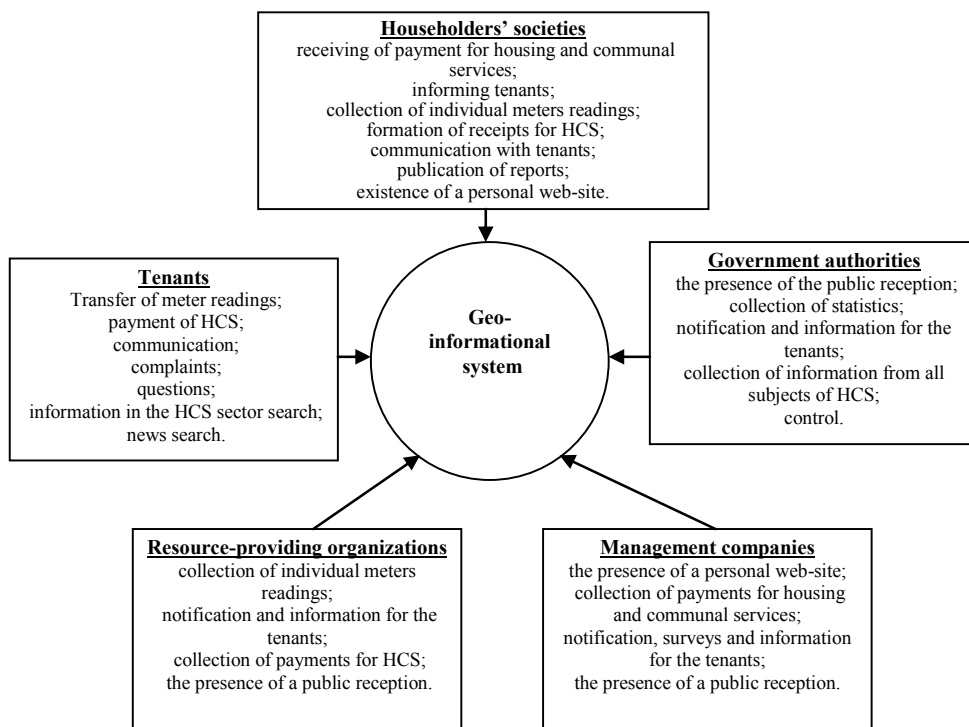 Householders’ societies
receiving of payment for housing and communal
services;
informing tenants;
collection of individual meters readings;
formation of receipts for HCS;
communication with tenants;
publication of reports;
existence of a personal web-site.
Tenants
Transfer of meter readings;
payment of HCS;
communication;
complaints;
questions;
information in the HCS sector search;
news search.
Geo-
informational
system
Government authorities
the presence of the public reception;
collection of statistics;
notification and information for the
tenants;
collection of information from all
subjects of HCS;
control.
Resource-providing organizations
collection of individual meters
readings;
notification and information for the
tenants;
collection of payments for HCS;
the presence of a public reception.
Management companies
the presence of a personal web-site;
collection of payments for housing
and communal services;
notification, surveys and information
for the tenants;
the presence of a public reception.